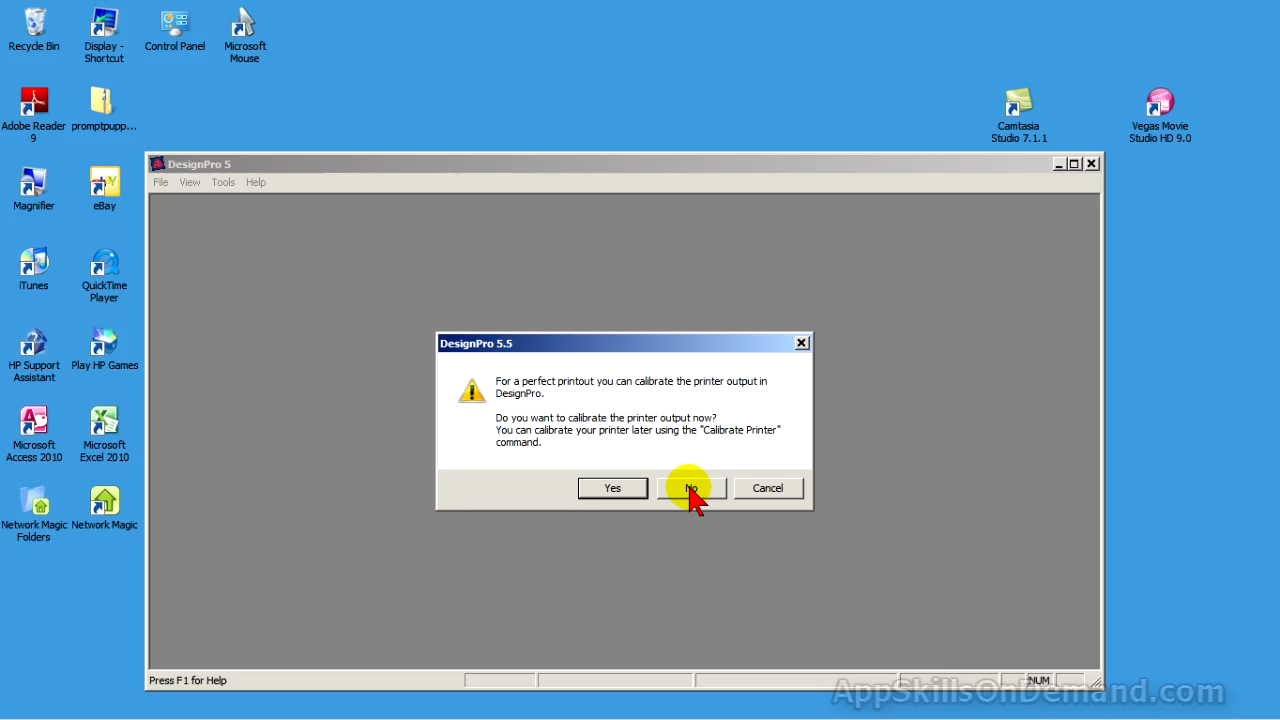 Recycle Bin
Display -
Shortcut
Control Panel
Microsoft
Mouse
Adobe Reader
9
promptpupp...
Camtasia
Studio 7.1.1
Vegas Movie
Studio HD 9.0
Magnifier
eBay
iTunes
QuickTime
Player
HP Support
Assistant
Play HP Games
Microsoft
Access 2010
Microsoft
Excel 2010
Network Magic
Folders
Network Magic
DesignPro 5
File View Tools Help
DesignPro 5.5
For a perfect printout you can calibrate the printer output in
DesignPro.
Do you want to calibrate the printer output now?
You can calibrate your printer later using the "Calibrate Printer"
command.
Yes No Cancel
Press F1 for Help
NUM
AppSkillsOnDemand.com